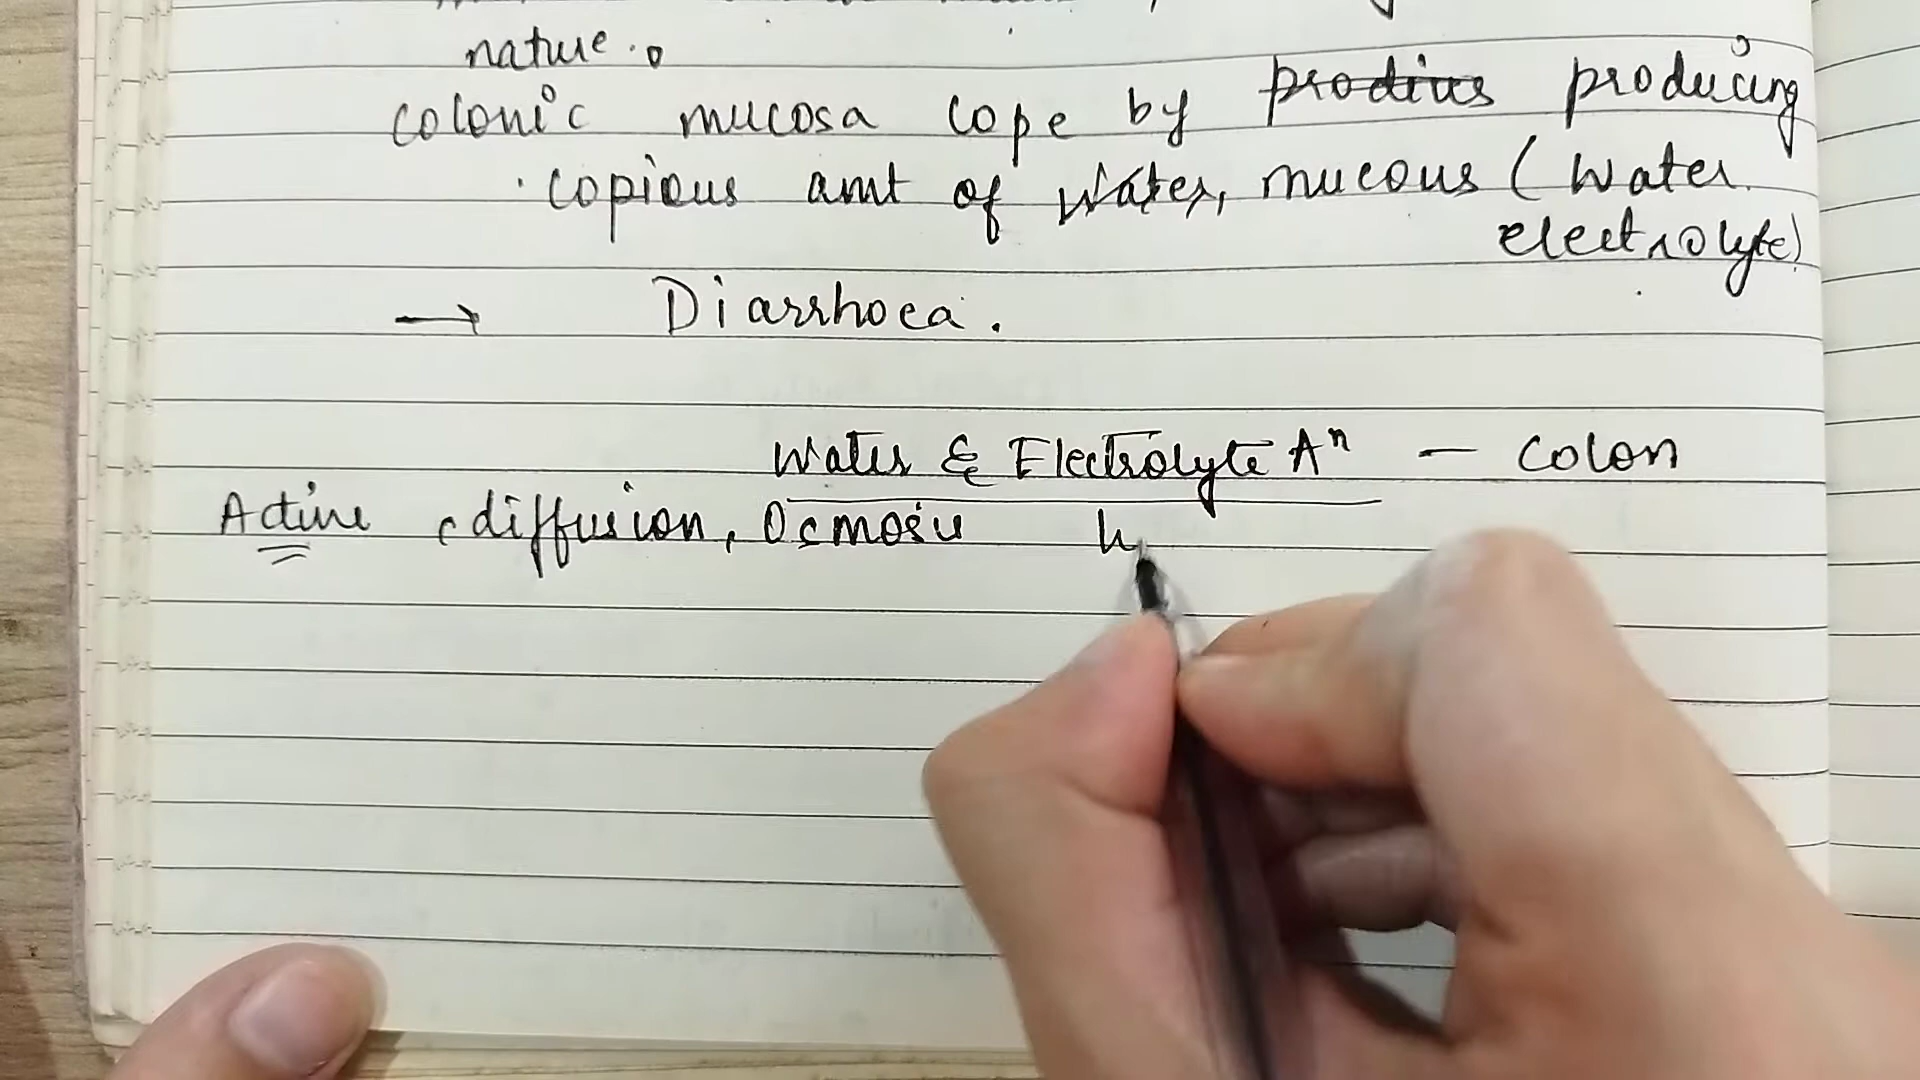 nature.
colonic mucosa cope by producing
copious amt of water, mucous (water
electrolyte)
→ Diarrhoea.
Water & Electrolyte Aⁿ — Colon
Active diffusion, Osmosis